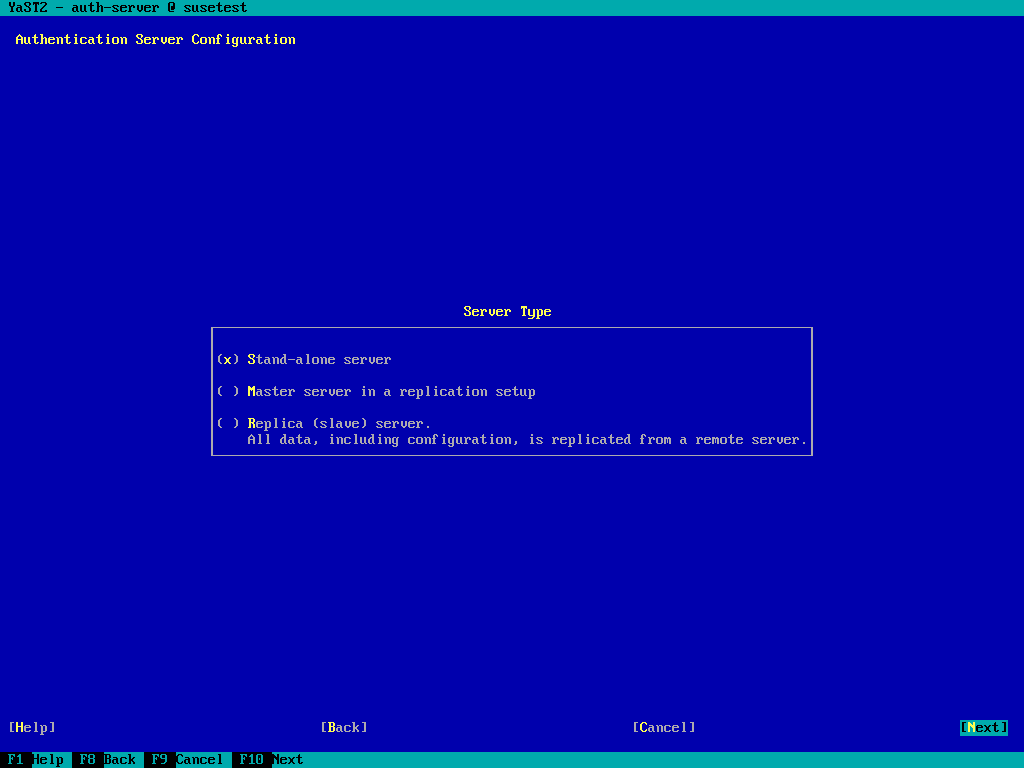 YaST2 - auth-server @ susetest
Authentication Server Configuration
Server Type
(x) Stand-alone server
( ) Master server in a replication setup
( ) Replica (slave) server.
All data, including configuration, is replicated from a remote server.
[Help] [Back] [Cancel] [Next]
F1 Help F8 Back F9 Cancel F10 Next